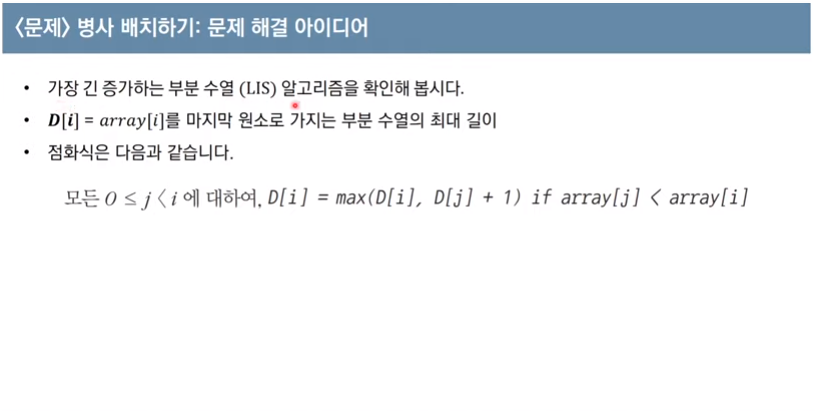 <문제> 병사 배치하기: 문제 해결 아이디어
• 가장 긴 증가하는 부분 수열 (LIS) 알고리즘을 확인해 봅시다.
• D[i] = array[i]를 마지막 원소로 가지는 부분 수열의 최대 길이
• 점화식은 다음과 같습니다.
모든 0 ≤ j < i 에 대하여, D[i] = max(D[i], D[j] + 1) if array[j] < array[i]